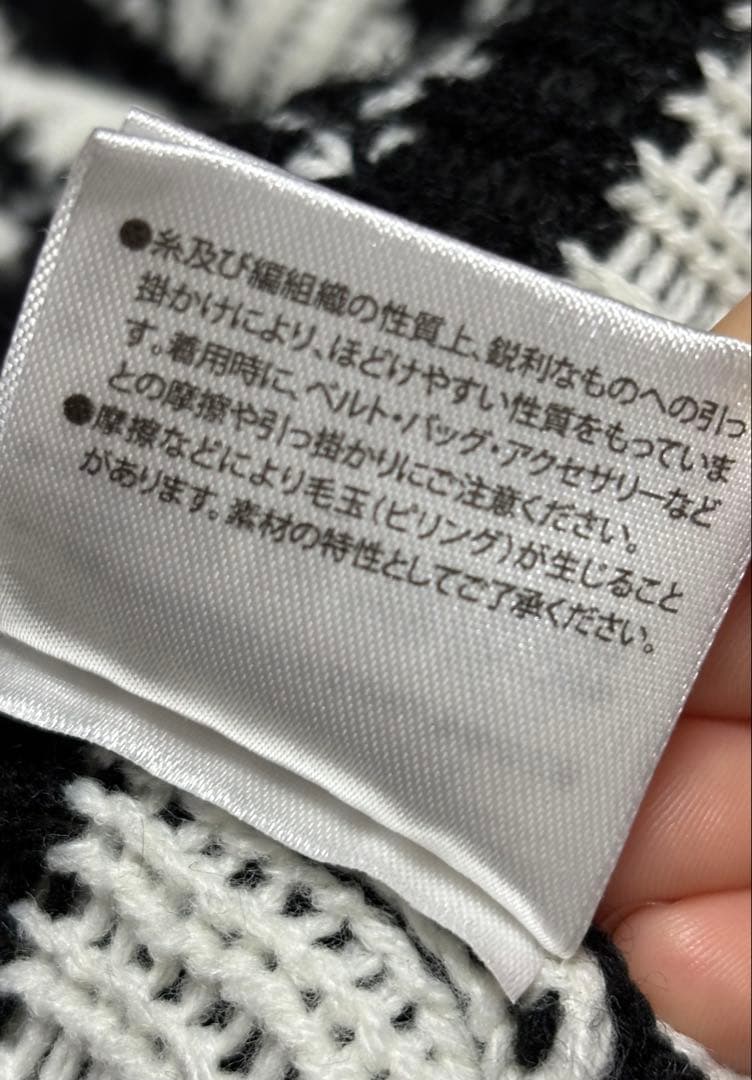 ●糸及び編組織の性質上、鋭利なものへの引っ
掛かけにより、ほどけやすい性質をもっていま
す。着用時に、ベルト・バッグ・アクセサリーなど
との摩擦や引っ掛かりにご注意ください。
●摩擦などにより毛玉(ピリング)が生じること
があります。素材の特性としてご了承ください。